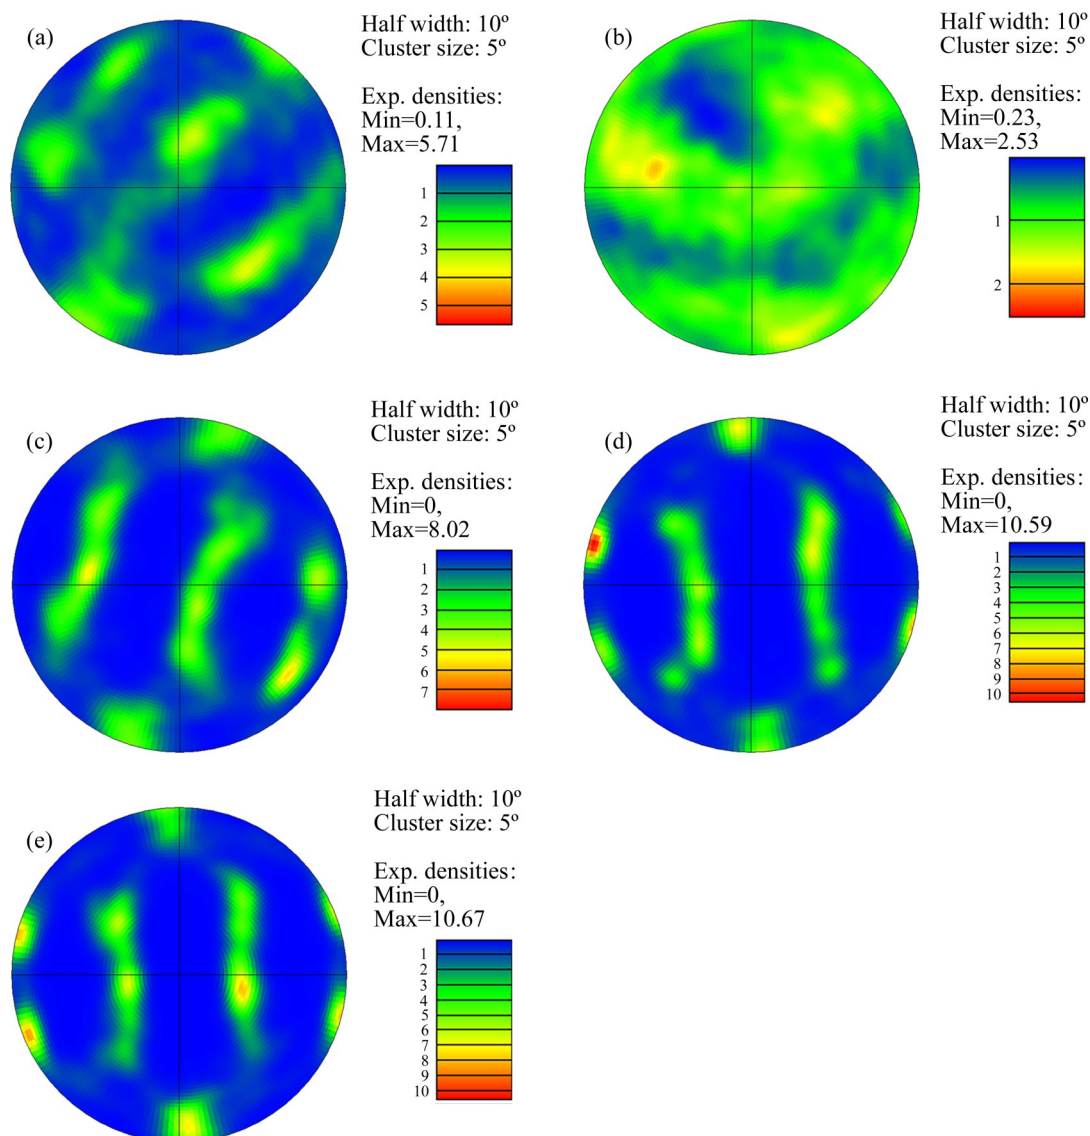 (a)
Half width: 10º
Cluster size: 5º
Exp. densities:
Min=0.11,
Max=5.71
1
2
3
4
5
(b)
Half width: 10º
Cluster size: 5º
Exp. densities:
Min=0.23,
Max=2.53
1
2
(c)
Half width: 10º
Cluster size: 5º
Exp. densities:
Min=0,
Max=8.02
1
2
3
4
5
6
7
(d)
Half width: 10º
Cluster size: 5º
Exp. densities:
Min=0,
Max=10.59
1
2
3
4
5
6
7
8
9
10
(e)
Half width: 10º
Cluster size: 5º
Exp. densities:
Min=0,
Max=10.67
1
2
3
4
5
6
7
8
9
10